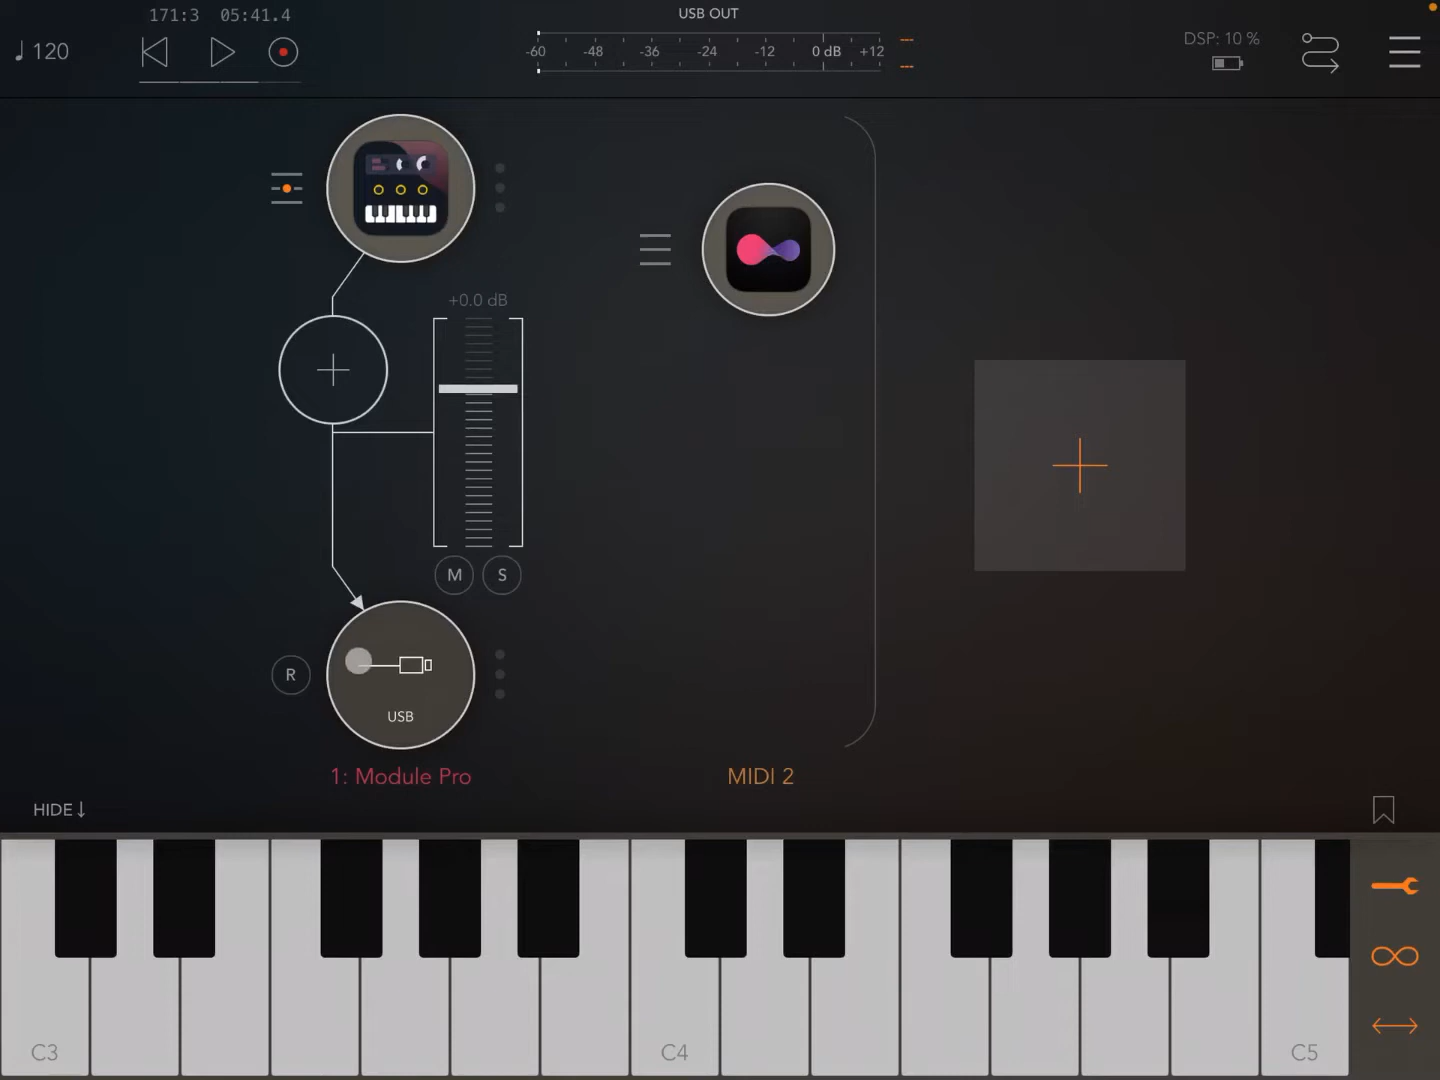 171:3 05:41.4
USB OUT
120
-60 -48 -36 -24 -12 0 dB +12
DSP: 10 %
+0.0 dB
M S
R
USB
1: Module Pro
MIDI 2
HIDE
C3 C4 C5